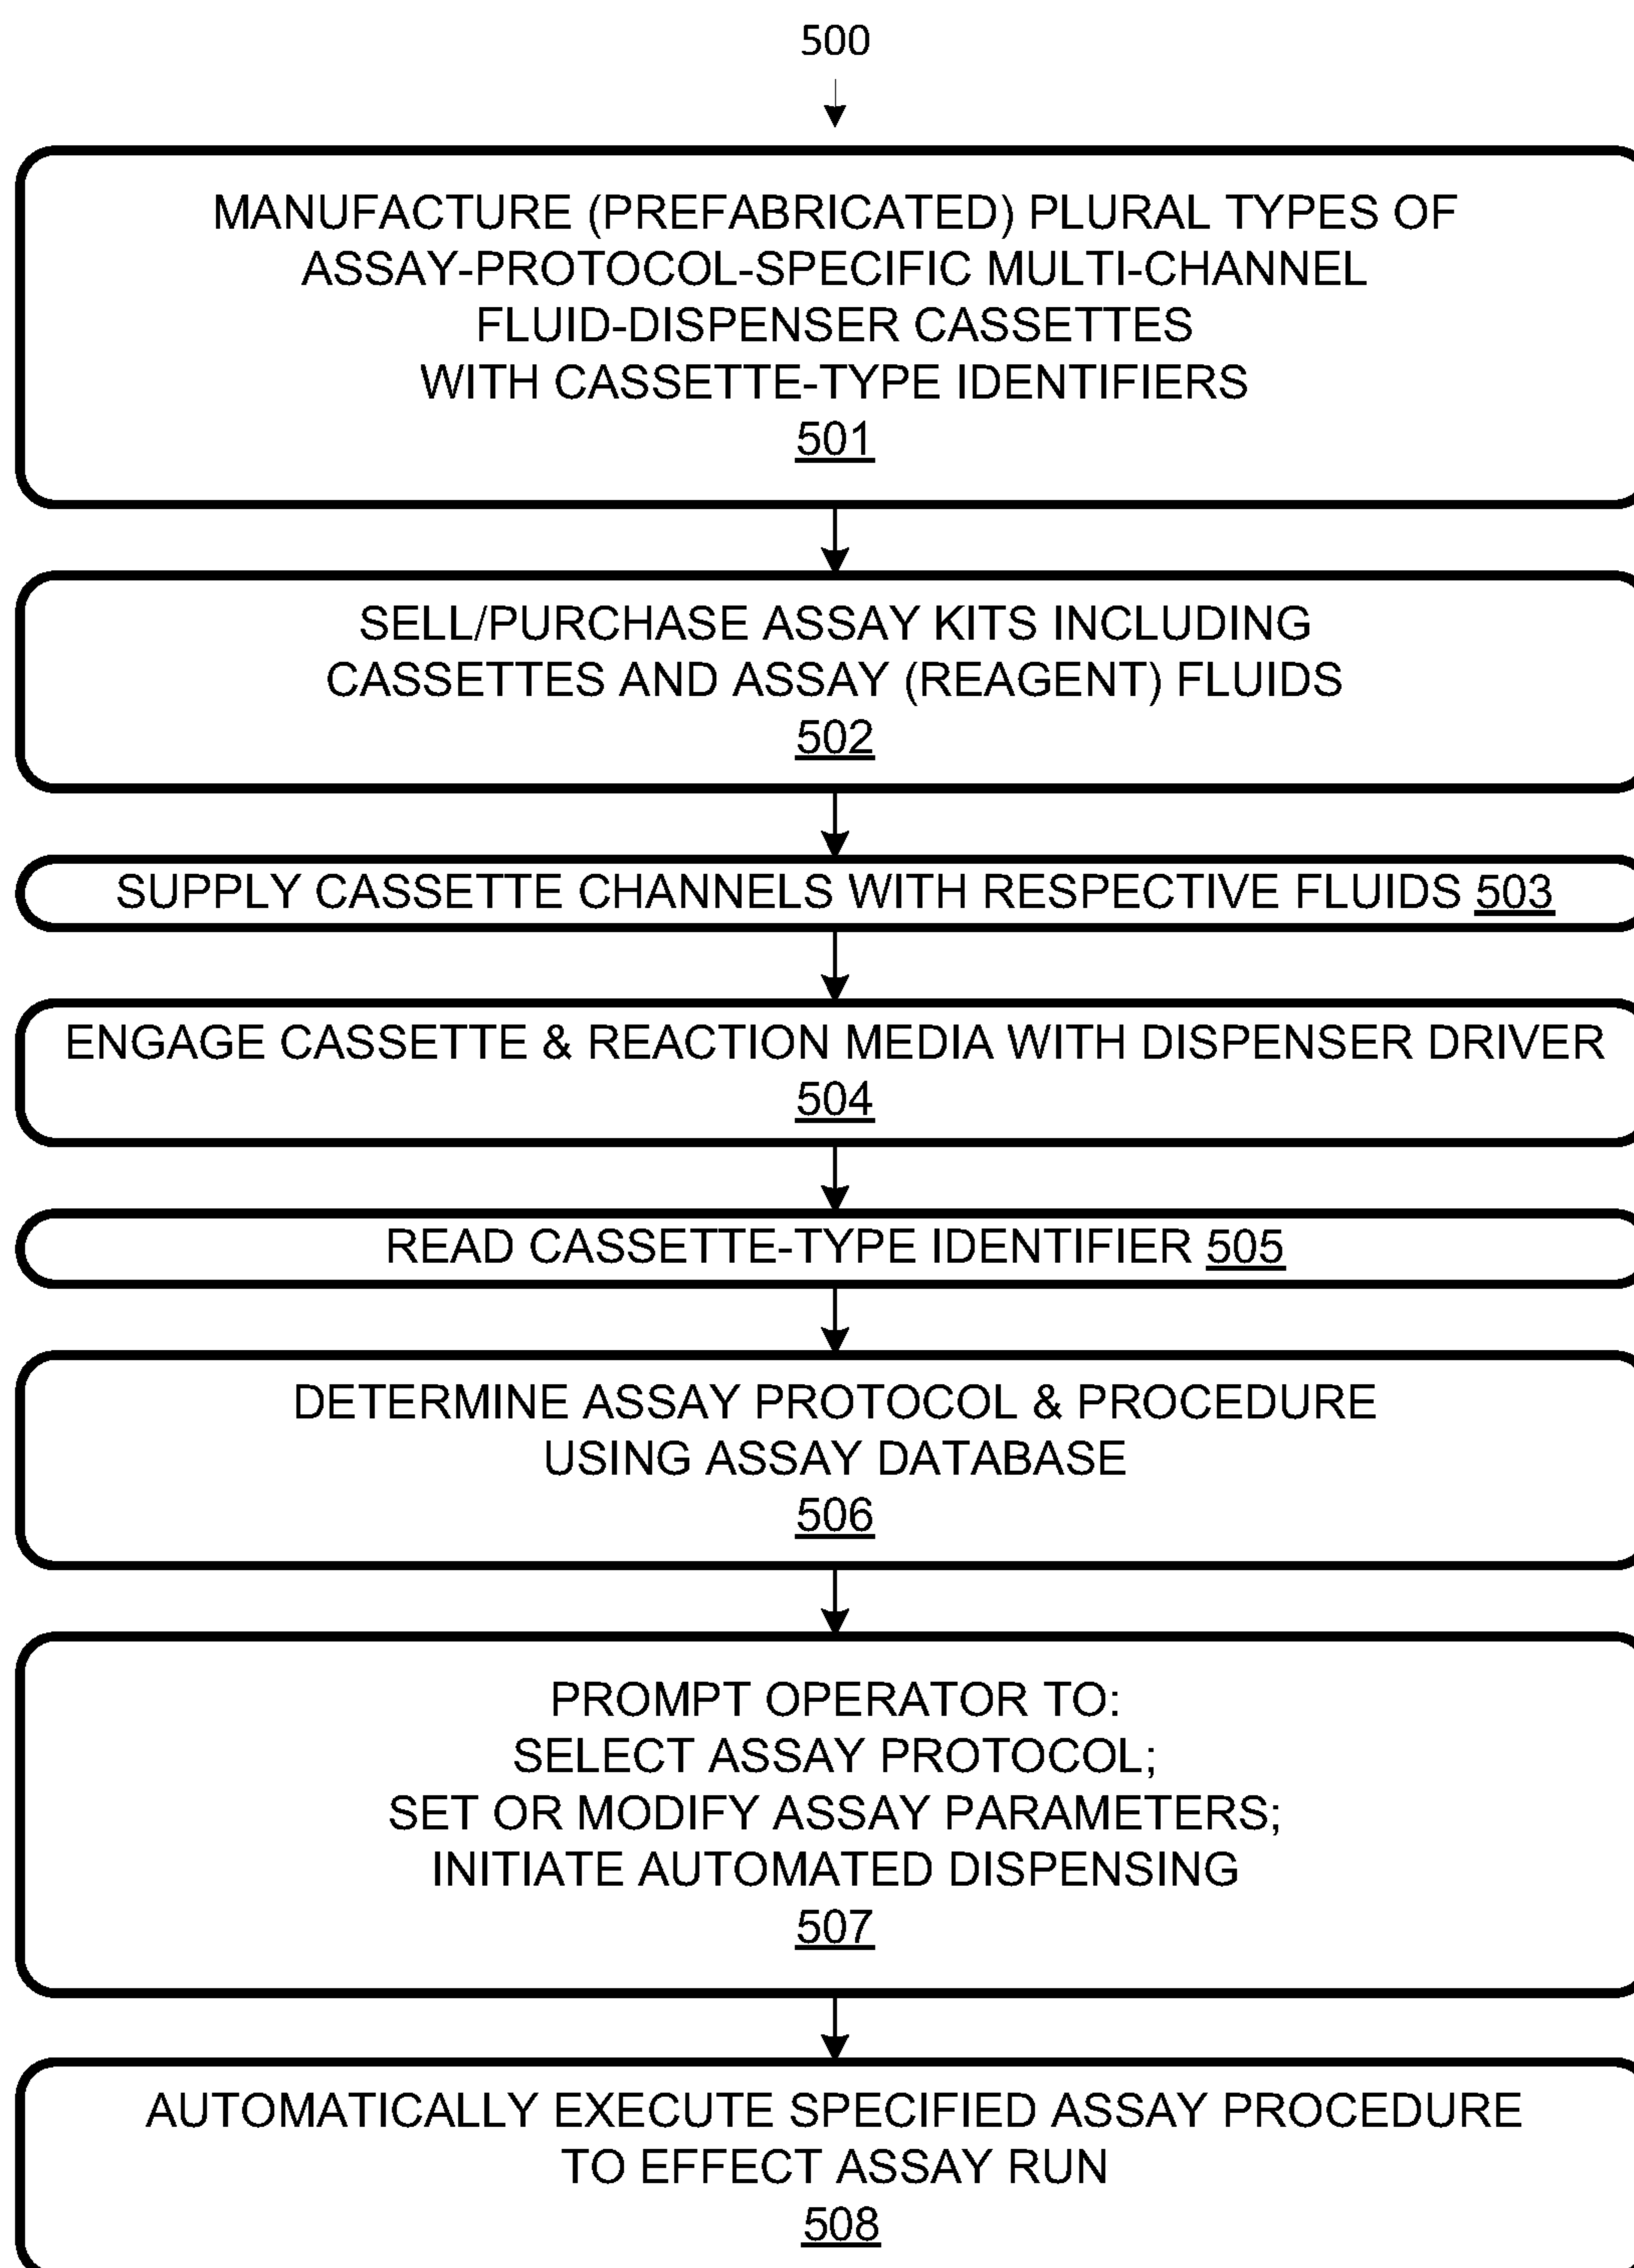 500
MANUFACTURE (PREFABRICATED) PLURAL TYPES OF
ASSAY-PROTOCOL-SPECIFIC MULTI-CHANNEL
FLUID-DISPENSER CASSETTES
WITH CASSETTE-TYPE IDENTIFIERS
501
SELL/PURCHASE ASSAY KITS INCLUDING
CASSETTES AND ASSAY (REAGENT) FLUIDS
502
SUPPLY CASSETTE CHANNELS WITH RESPECTIVE FLUIDS 503
ENGAGE CASSETTE & REACTION MEDIA WITH DISPENSER DRIVER
504
READ CASSETTE-TYPE IDENTIFIER 505
DETERMINE ASSAY PROTOCOL & PROCEDURE
USING ASSAY DATABASE
506
PROMPT OPERATOR TO:
SELECT ASSAY PROTOCOL;
SET OR MODIFY ASSAY PARAMETERS;
INITIATE AUTOMATED DISPENSING
507
AUTOMATICALLY EXECUTE SPECIFIED ASSAY PROCEDURE
TO EFFECT ASSAY RUN
508